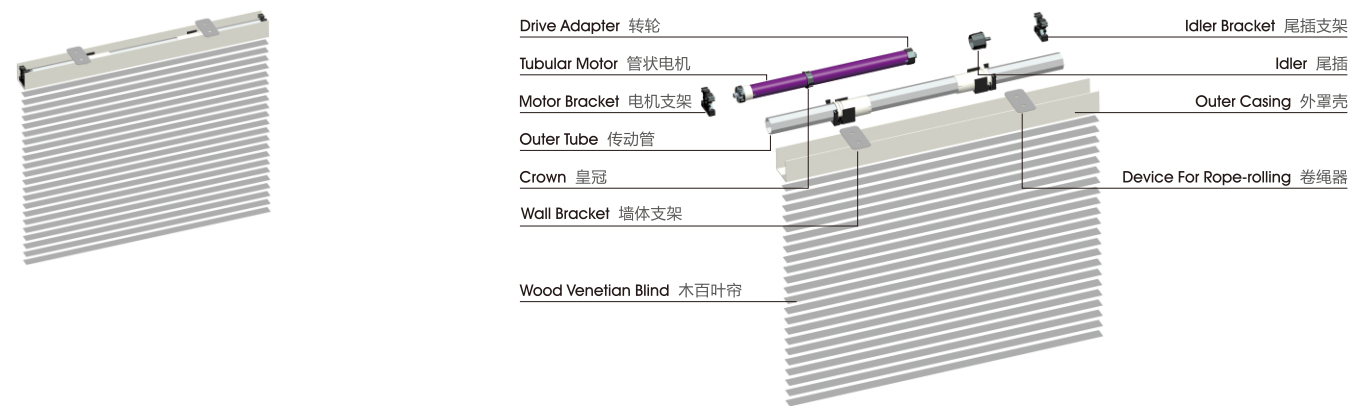 Drive Adapter 转轮
Tubular Motor 管状电机
Motor Bracket 电机支架
Outer Tube 传动管
Crown 皇冠
Wall Bracket 墙体支架
Wood Venetian Blind 木百叶帘
Idler Bracket 尾插支架
Idler 尾插
Outer Casing 外罩壳
Device For Rope-rolling 卷绳器